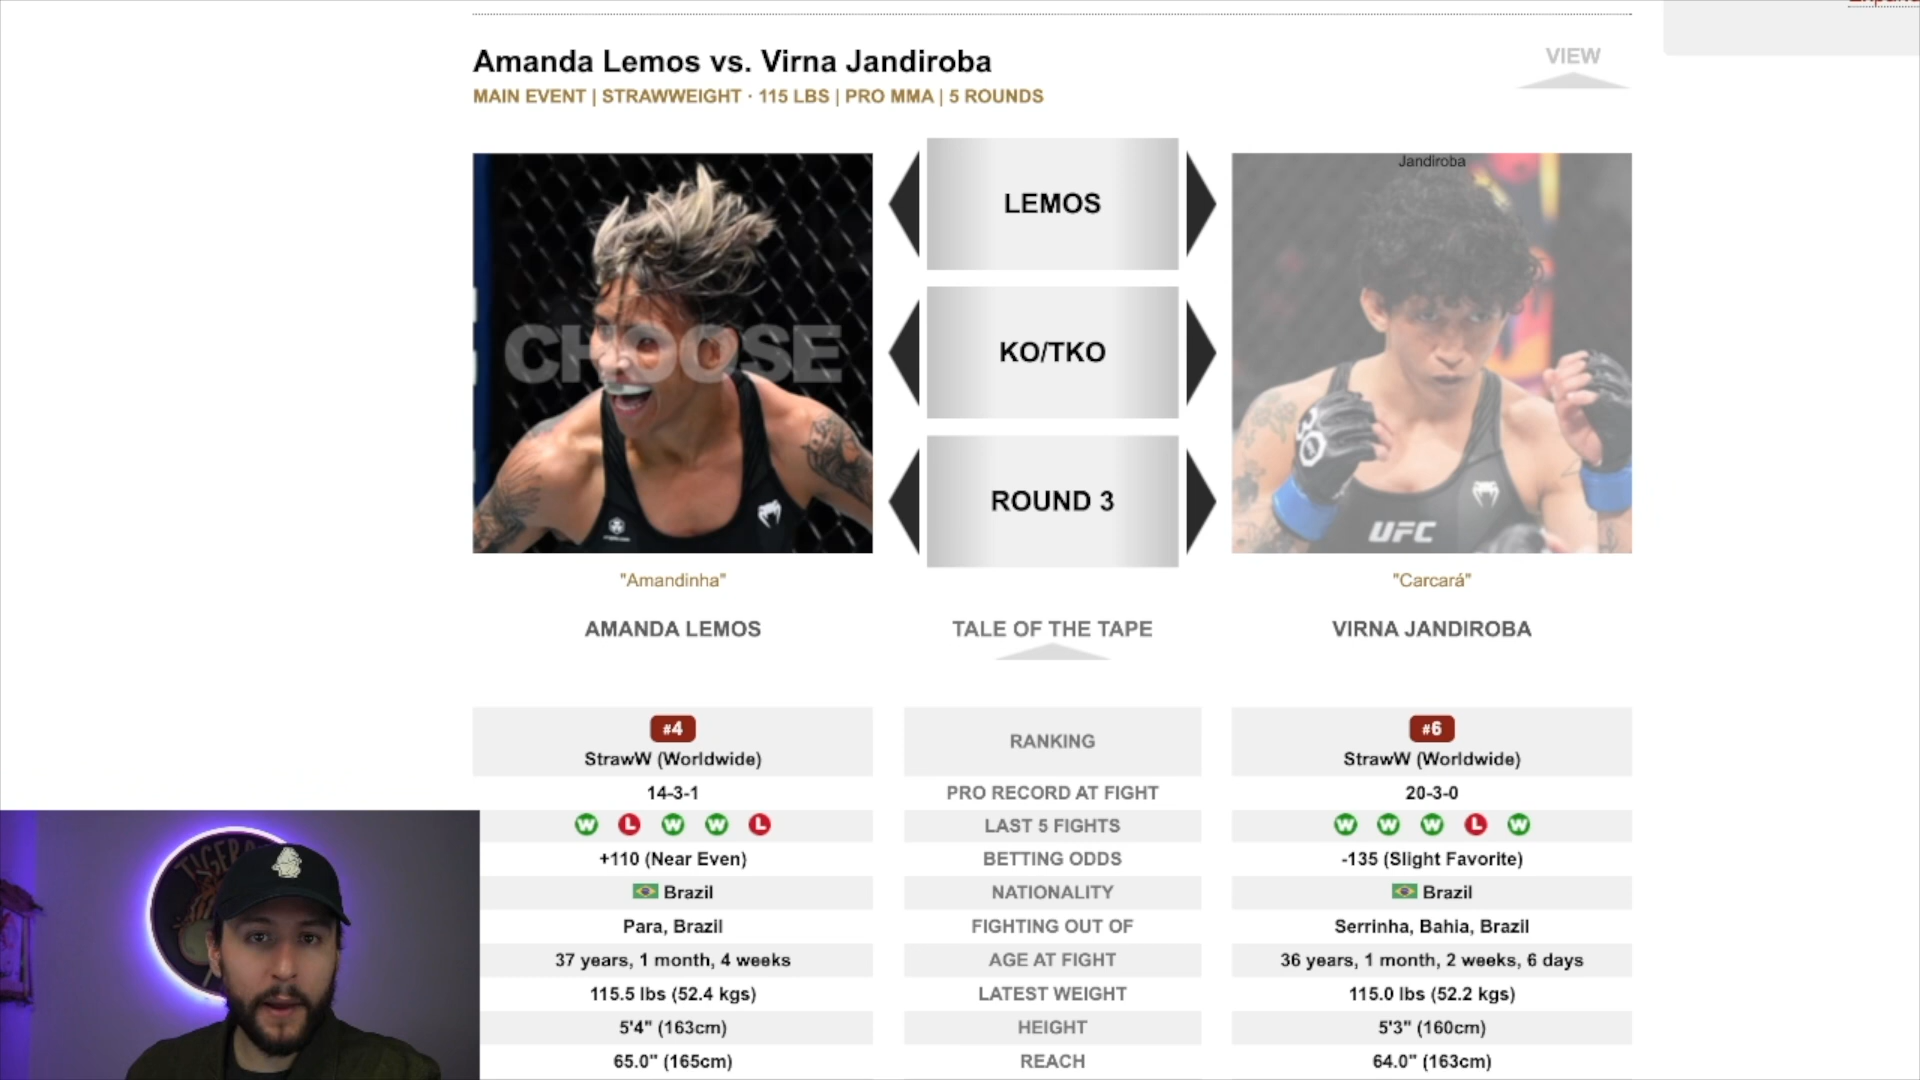 Amanda Lemos vs. Virna Jandiroba
VIEW
MAIN EVENT | STRAWWEIGHT · 115 LBS | PRO MMA | 5 ROUNDS
Jandiroba
LEMOS
CHOOSE
KO/TKO
ROUND 3
UFC
"Amandinha"
"Carcará"
AMANDA LEMOS
TALE OF THE TAPE
VIRNA JANDIROBA
#4
StrawW (Worldwide)
RANKING
#6
StrawW (Worldwide)
14-3-1
PRO RECORD AT FIGHT
20-3-0
W L W W L
LAST 5 FIGHTS
W W W L W
+110 (Near Even)
BETTING ODDS
-135 (Slight Favorite)
Brazil
NATIONALITY
Brazil
Para, Brazil
FIGHTING OUT OF
Serrinha, Bahia, Brazil
37 years, 1 month, 4 weeks
AGE AT FIGHT
36 years, 1 month, 2 weeks, 6 days
115.5 lbs (52.4 kgs)
LATEST WEIGHT
115.0 lbs (52.2 kgs)
5'4" (163cm)
HEIGHT
5'3" (160cm)
65.0" (165cm)
REACH
64.0" (163cm)